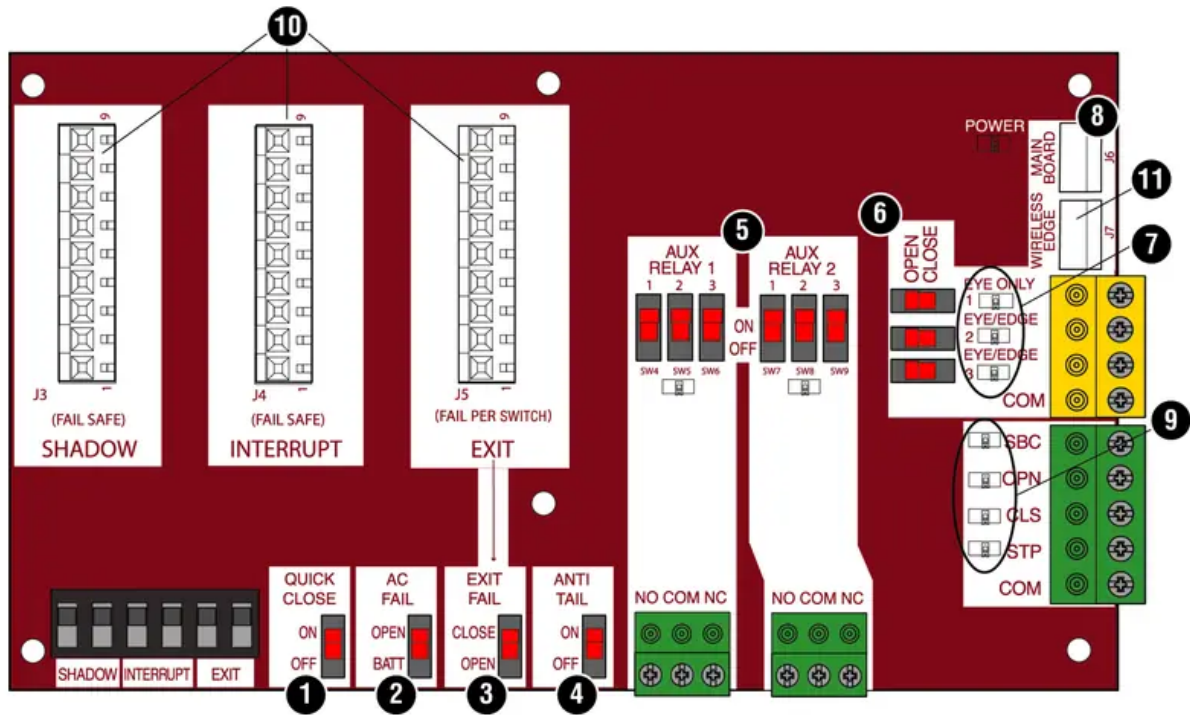 10
6
1
J3
(FAIL SAFE)
SHADOW
6
1
J4
(FAIL SAFE)
INTERRUPT
6
1
J5
(FAIL PER SWITCH)
EXIT
POWER
8
MAIN
BOARD
J6
11
WIRELESS
EDGE
J7
5
AUX
RELAY 1
1 2 3
SW4 SW5 SW6
ON
OFF
AUX
RELAY 2
1 2 3
SW7 SW8 SW9
6
OPEN
CLOSE
7
EYE ONLY
1
EYE/EDGE
2
EYE/EDGE
3
COM
9
SBC
OPN
CLS
STP
COM
SHADOW INTERRUPT EXIT
QUICK
CLOSE
ON
OFF
1
AC
FAIL
OPEN
BATT
2
EXIT
FAIL
CLOSE
OPEN
3
ANTI
TAIL
ON
OFF
4
NO COM NC
NO COM NC